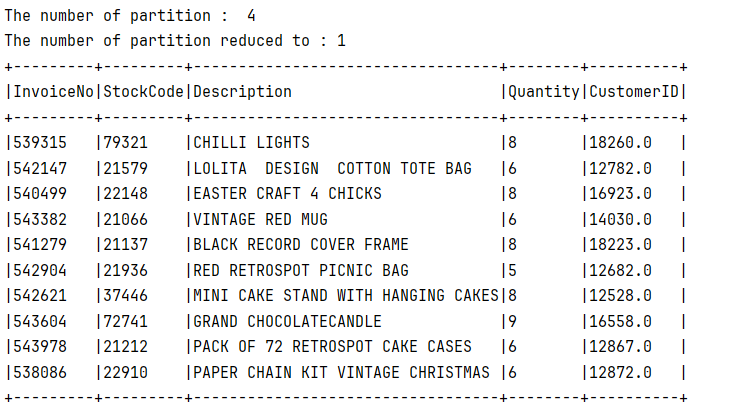 The number of partition :  4
The number of partition reduced to : 1
+---------+---------+----------------------------------+--------+----------+
|InvoiceNo|StockCode|Description                       |Quantity|CustomerID|
+---------+---------+----------------------------------+--------+----------+
|539315   |79321    |CHILLI LIGHTS                     |8       |18260.0   |
|542147   |21579    |LOLITA  DESIGN  COTTON TOTE BAG   |6       |12782.0   |
|540499   |22148    |EASTER CRAFT 4 CHICKS             |8       |16923.0   |
|543382   |21066    |VINTAGE RED MUG                   |6       |14030.0   |
|541279   |21137    |BLACK RECORD COVER FRAME          |8       |18223.0   |
|542904   |21936    |RED RETROSPOT PICNIC BAG          |5       |12682.0   |
|542621   |37446    |MINI CAKE STAND WITH HANGING CAKES|8       |12528.0   |
|543604   |72741    |GRAND CHOCOLATECANDLE             |9       |16558.0   |
|543978   |21212    |PACK OF 72 RETROSPOT CAKE CASES   |6       |12867.0   |
|538086   |22910    |PAPER CHAIN KIT VINTAGE CHRISTMAS |6       |12872.0   |
+---------+---------+----------------------------------+--------+----------+